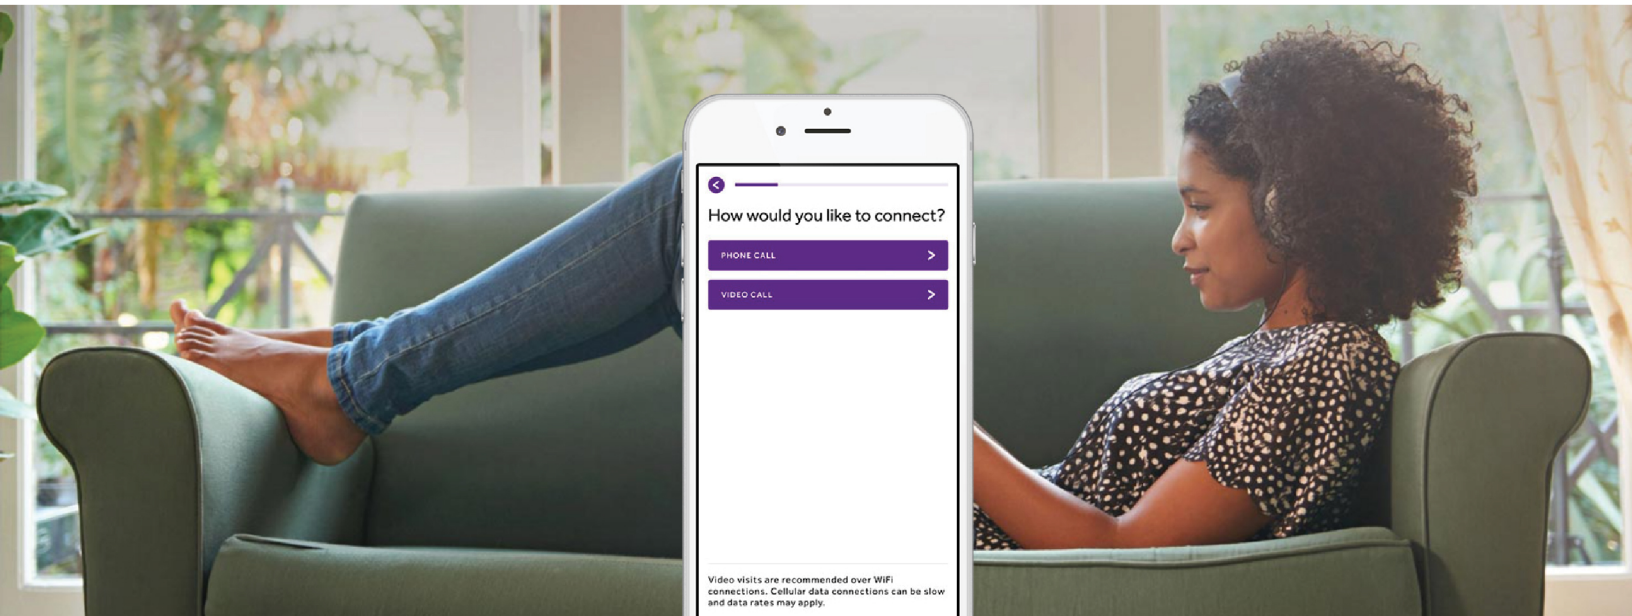 How would you like to connect?
PHONE CALL
VIDEO CALL
Video visits are recommended over WiFi
connections. Cellular data connections can be slow
and data rates may apply.